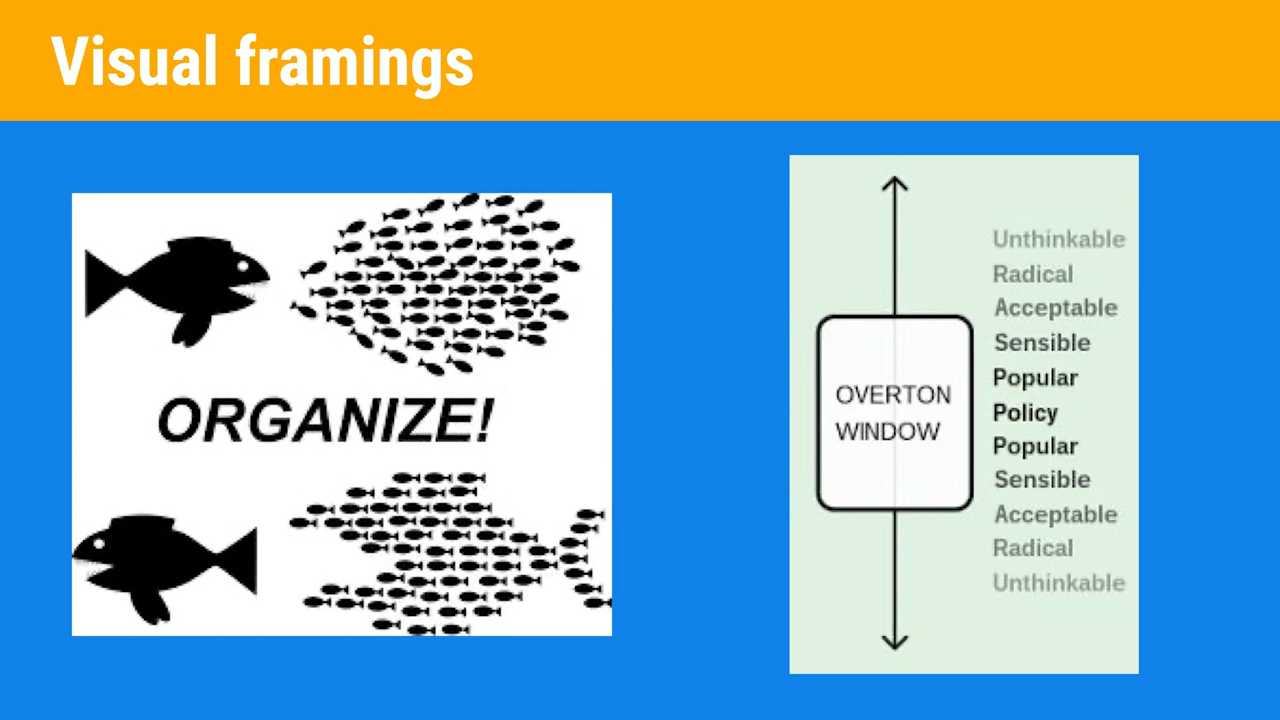 Visual framings
ORGANIZE!
OVERTON
WINDOW
Unthinkable
Radical
Acceptable
Sensible
Popular
Policy
Popular
Sensible
Acceptable
Radical
Unthinkable